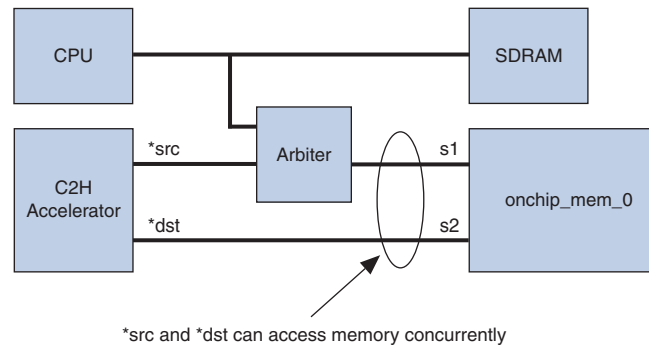 CPU
SDRAM
*src
Arbiter
s1
C2H
Accelerator
onchip_mem_0
*dst
s2
*src and *dst can access memory concurrently